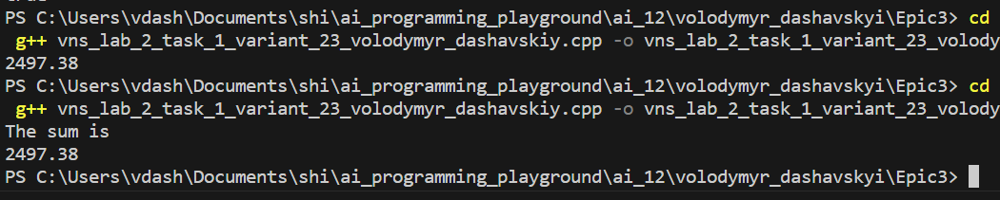 PS C:\Users\vdash\Documents\shi\ai_programming_playground\ai_12\volodymyr_dashavskyi\Epic3> cd
g++ vns_lab_2_task_1_variant_23_volodymyr_dashavskiy.cpp -o vns_lab_2_task_1_variant_23_volody
2497.38
PS C:\Users\vdash\Documents\shi\ai_programming_playground\ai_12\volodymyr_dashavskyi\Epic3> cd
g++ vns_lab_2_task_1_variant_23_volodymyr_dashavskiy.cpp -o vns_lab_2_task_1_variant_23_volody
The sum is
2497.38
PS C:\Users\vdash\Documents\shi\ai_programming_playground\ai_12\volodymyr_dashavskyi\Epic3>